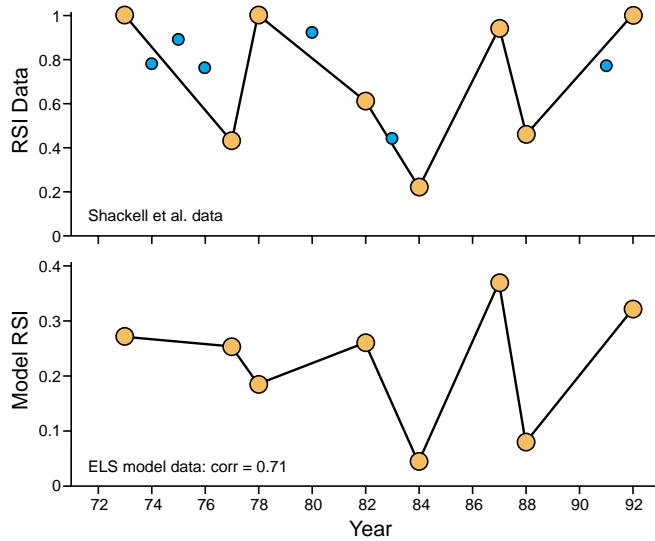 1
0.8
0.6
0.4
0.2
0
RSI Data
Shackell et al. data
0.4
0.3
0.2
0.1
0
Model RSI
ELS model data: corr = 0.71
72 74 76 78 80 82 84 86 88 90 92
Year